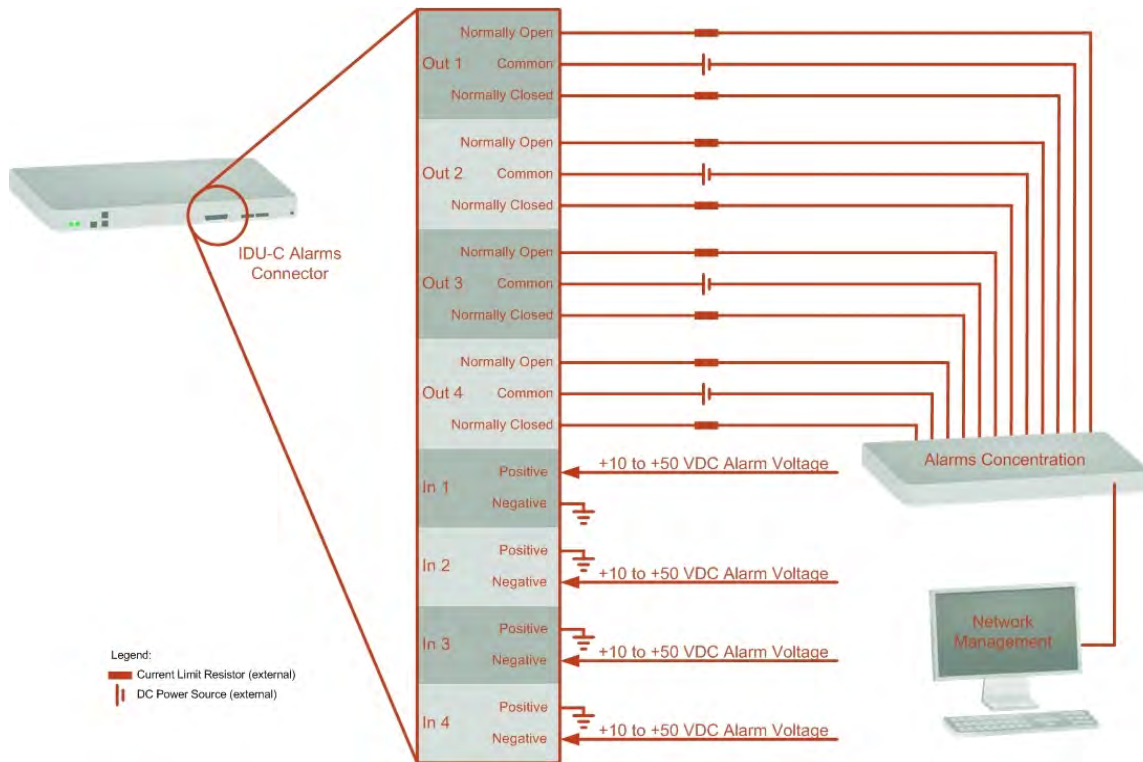 IDU-C Alarms
Connector
Out 1
Normally Open
Common
Normally Closed
Out 2
Normally Open
Common
Normally Closed
Out 3
Normally Open
Common
Normally Closed
Out 4
Normally Open
Common
Normally Closed
In 1
Positive
+10 to +50 VDC Alarm Voltage
Negative
In 2
Positive
Negative
+10 to +50 VDC Alarm Voltage
In 3
Positive
Negative
+10 to +50 VDC Alarm Voltage
In 4
Positive
Negative
+10 to +50 VDC Alarm Voltage
Alarms Concentration
Network
Management
Legend:
Current Limit Resistor (external)
DC Power Source (external)